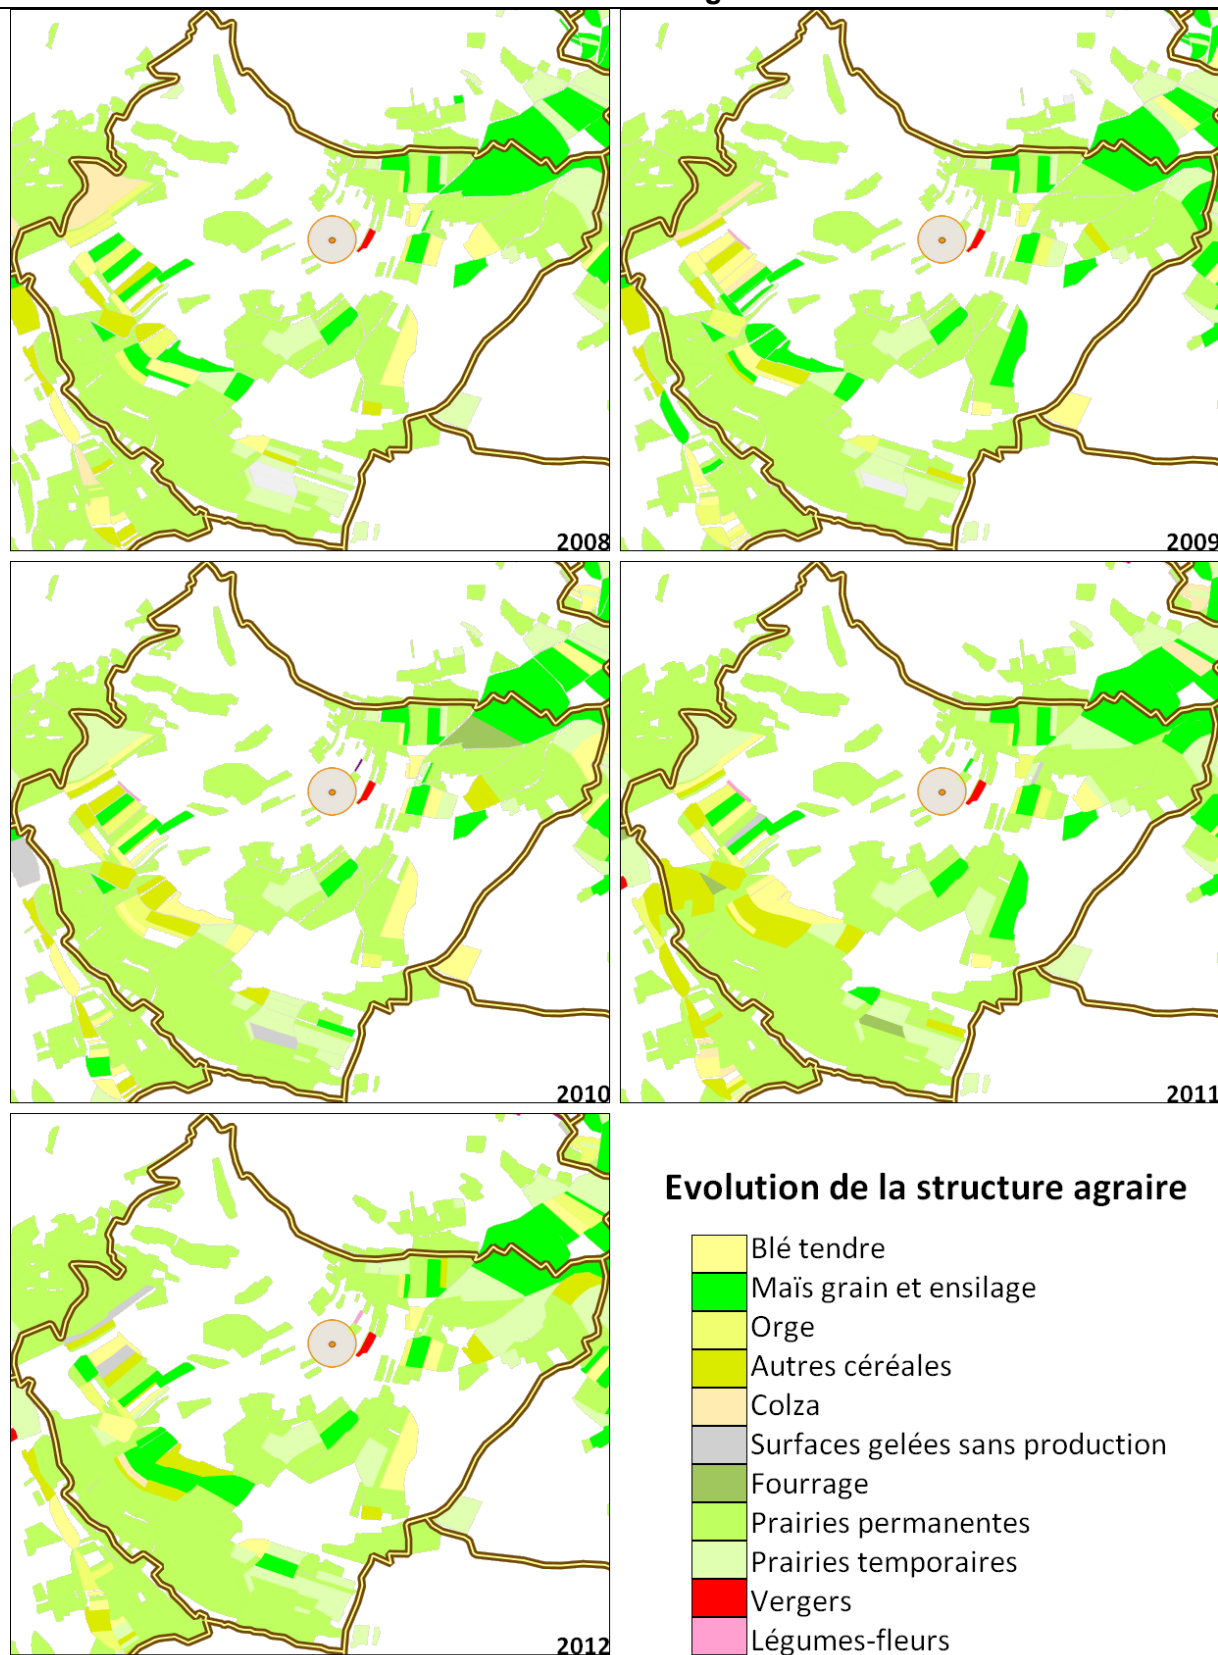 2008
2009
2010
2011
2012
Evolution de la structure agraire
Blé tendre
Maïs grain et ensilage
Orge
Autres céréales
Colza
Surfaces gelées sans production
Fourrage
Prairies permanentes
Prairies temporaires
Vergers
Légumes-fleurs